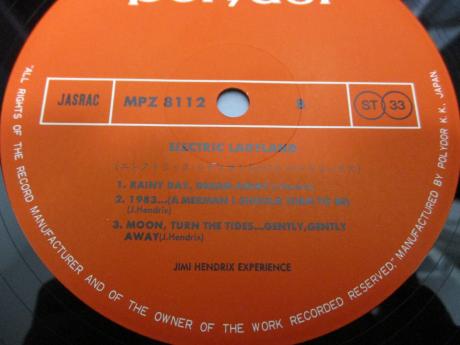 polydor
JASRAC
MPZ 8112
B
ST 33
ELECTRIC LADYLAND
1. RAINY DAY, DREAM AWAY
2. 1983...(A MERMAN I SHOULD TURN TO BE)
(J.Hendrix)
3. MOON, TURN THE TIDES...GENTLY,GENTLY
AWAY(J.Hendrix)
JIMI HENDRIX EXPERIENCE
"ALL RIGHTS OF THE RECORD MANUFACTURER AND OF THE OWNER OF THE WORK RECORDED RESERVED." MANUFACTURED BY POLYDOR K.K., JAPAN